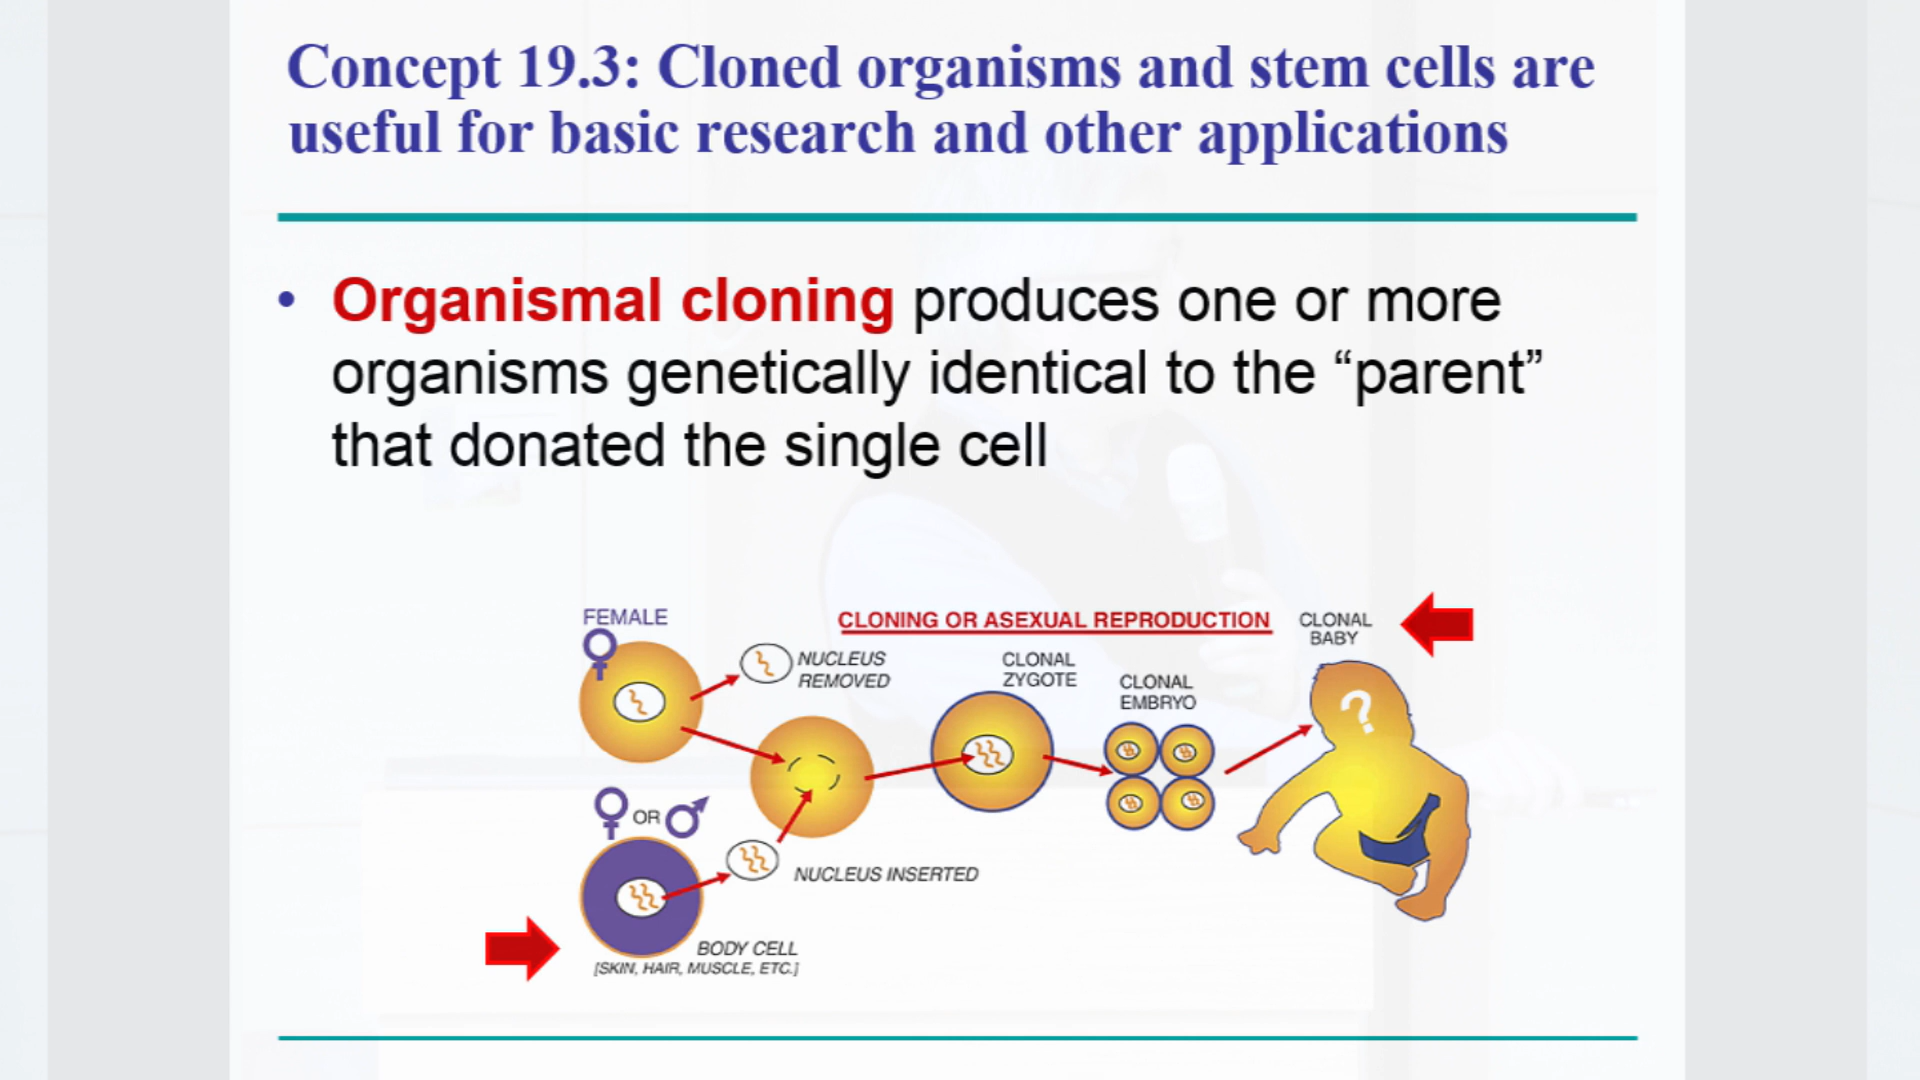 Concept 19.3: Cloned organisms and stem cells are
useful for basic research and other applications
• Organismal cloning produces one or more
organisms genetically identical to the “parent”
that donated the single cell
FEMALE
CLONING OR ASEXUAL REPRODUCTION
CLONAL
BABY
NUCLEUS
REMOVED
CLONAL
ZYGOTE
CLONAL
EMBRYO
?
OR
NUCLEUS INSERTED
BODY CELL
[SKIN, HAIR, MUSCLE, ETC.]